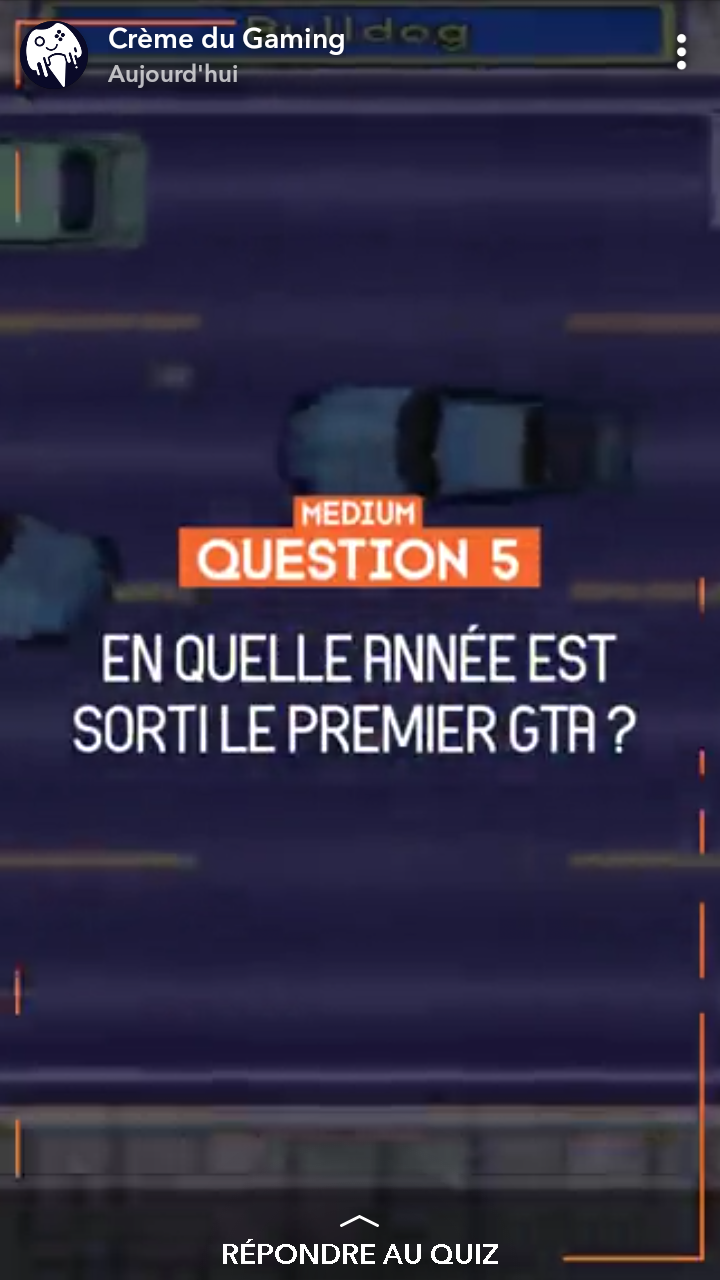 Bulldog
Crème du Gaming
Aujourd'hui
MEDIUM
QUESTION 5
EN QUELLE ANNÉE EST
SORTI LE PREMIER GTA ?
RÉPONDRE AU QUIZ